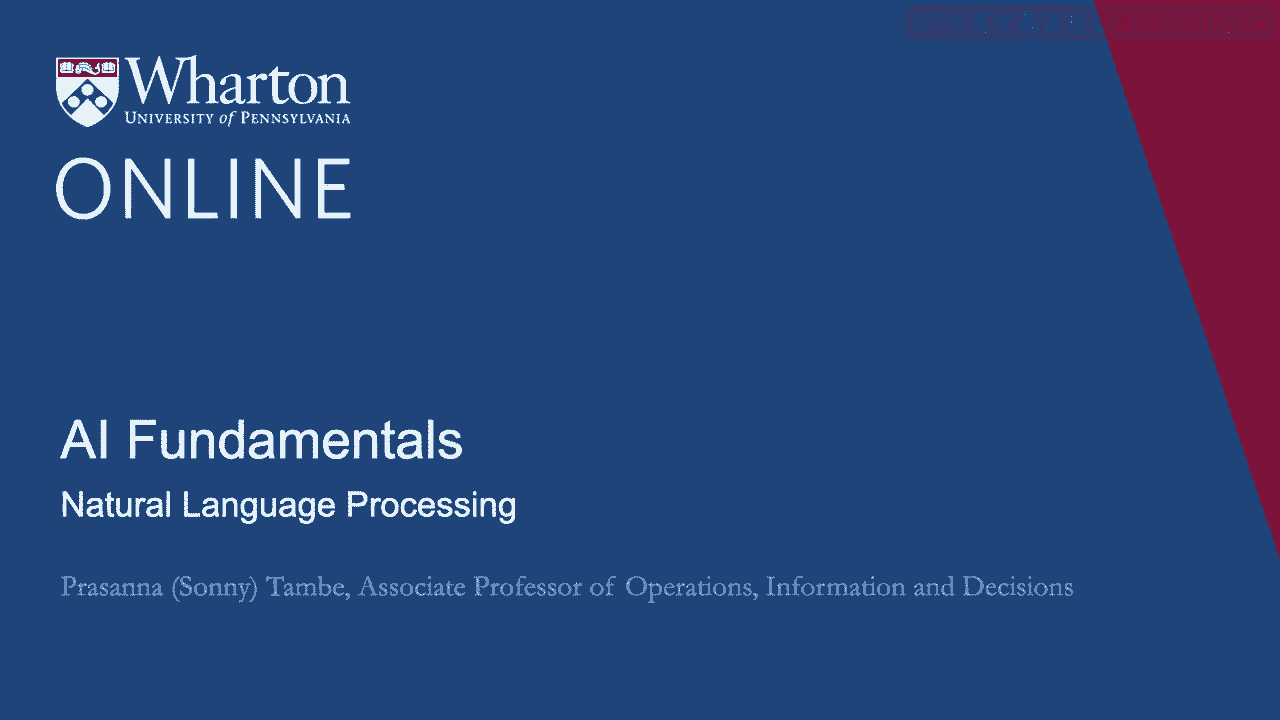 Wharton
UNIVERSITY of PENNSYLVANIA
ONLINE
AI Fundamentals
Natural Language Processing
Prasanna (Sonny) Tambe, Associate Professor of Operations, Information and Decisions